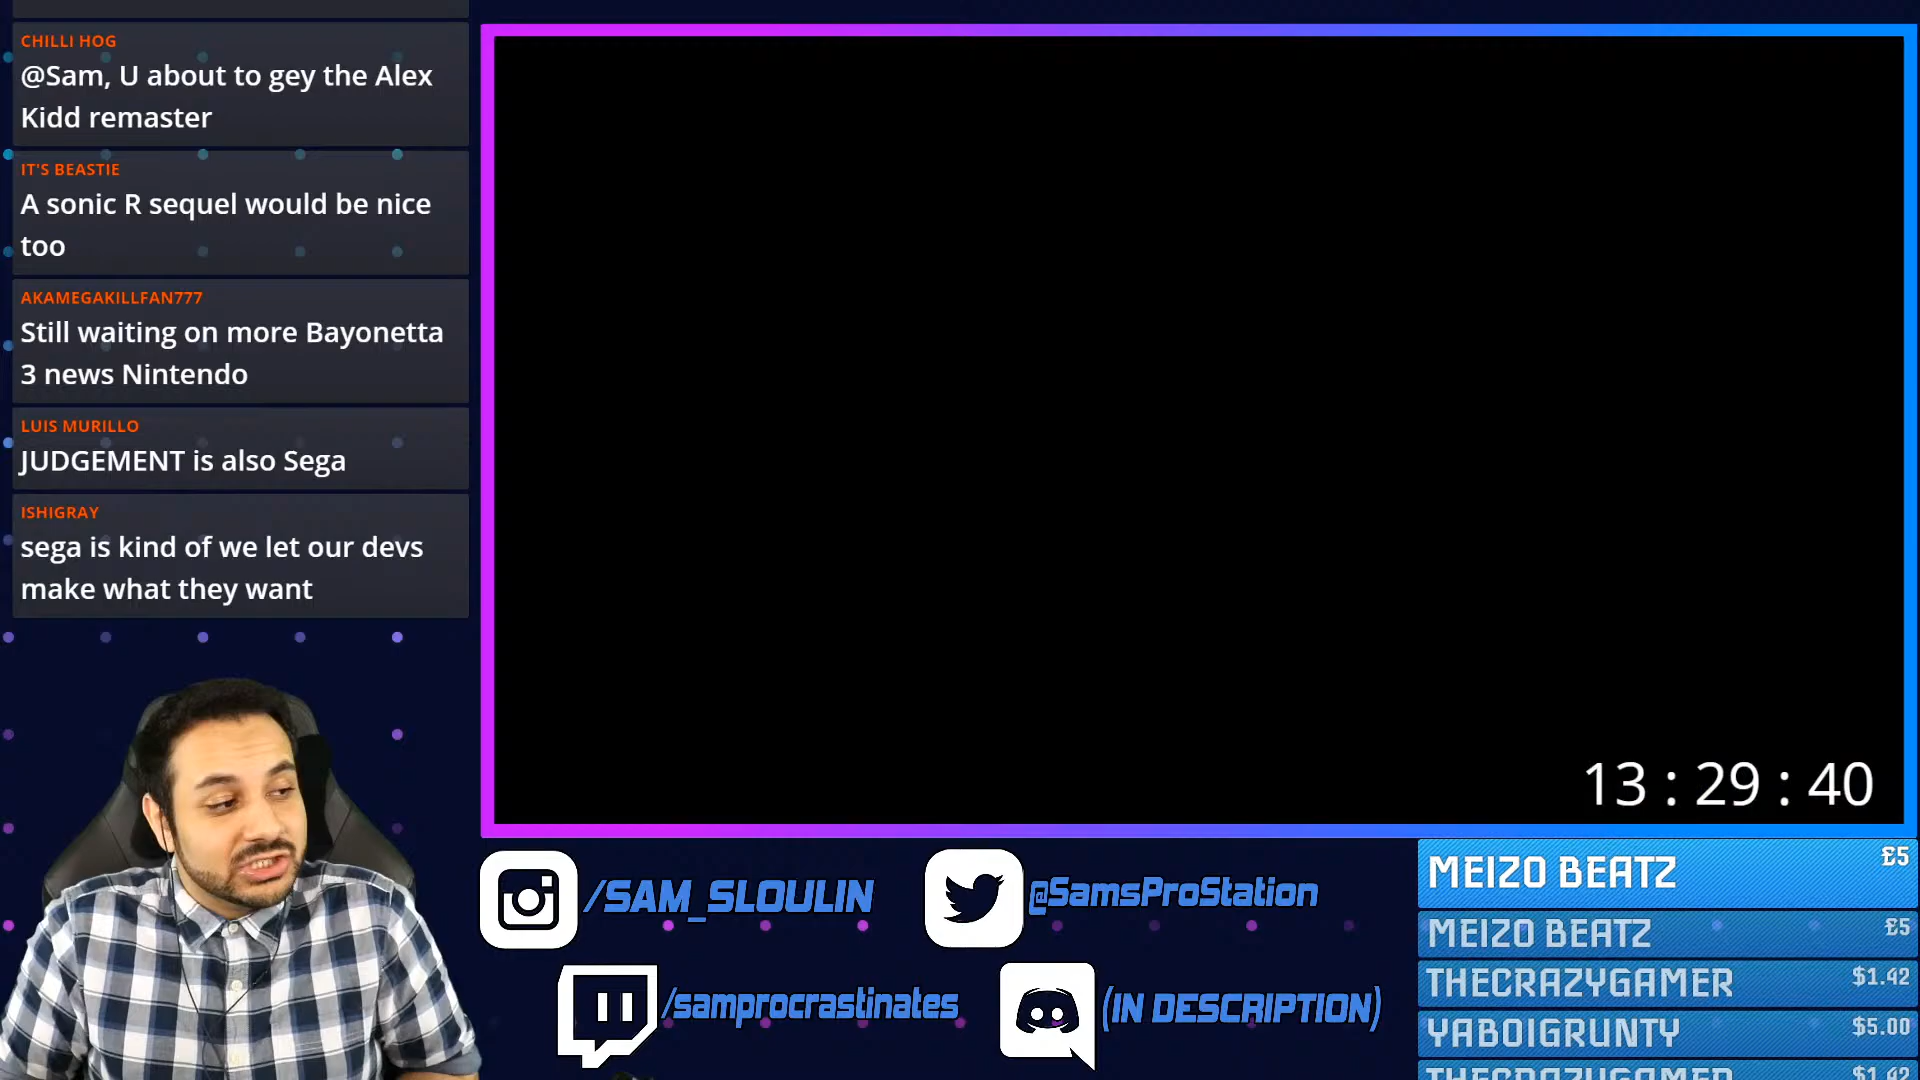 CHILLI HOG
@Sam, U about to gey the Alex
Kidd remaster
IT'S BEASTIE
A sonic R sequel would be nice
too
AKAMEGAKILLFAN777
Still waiting on more Bayonetta
3 news Nintendo
LUIS MURILLO
JUDGEMENT is also Sega
ISHIGRAY
sega is kind of we let our devs
make what they want
13 : 29 : 40
/SAM_SLOULIN
@SamsProStation
/samprocrastinates
(IN DESCRIPTION)
MEIZO BEATZ £5
MEIZO BEATZ £5
THECRAZYGAMER $1.42
YABOIGRUNTY $5.00
THECRAZYGAMER $1.42